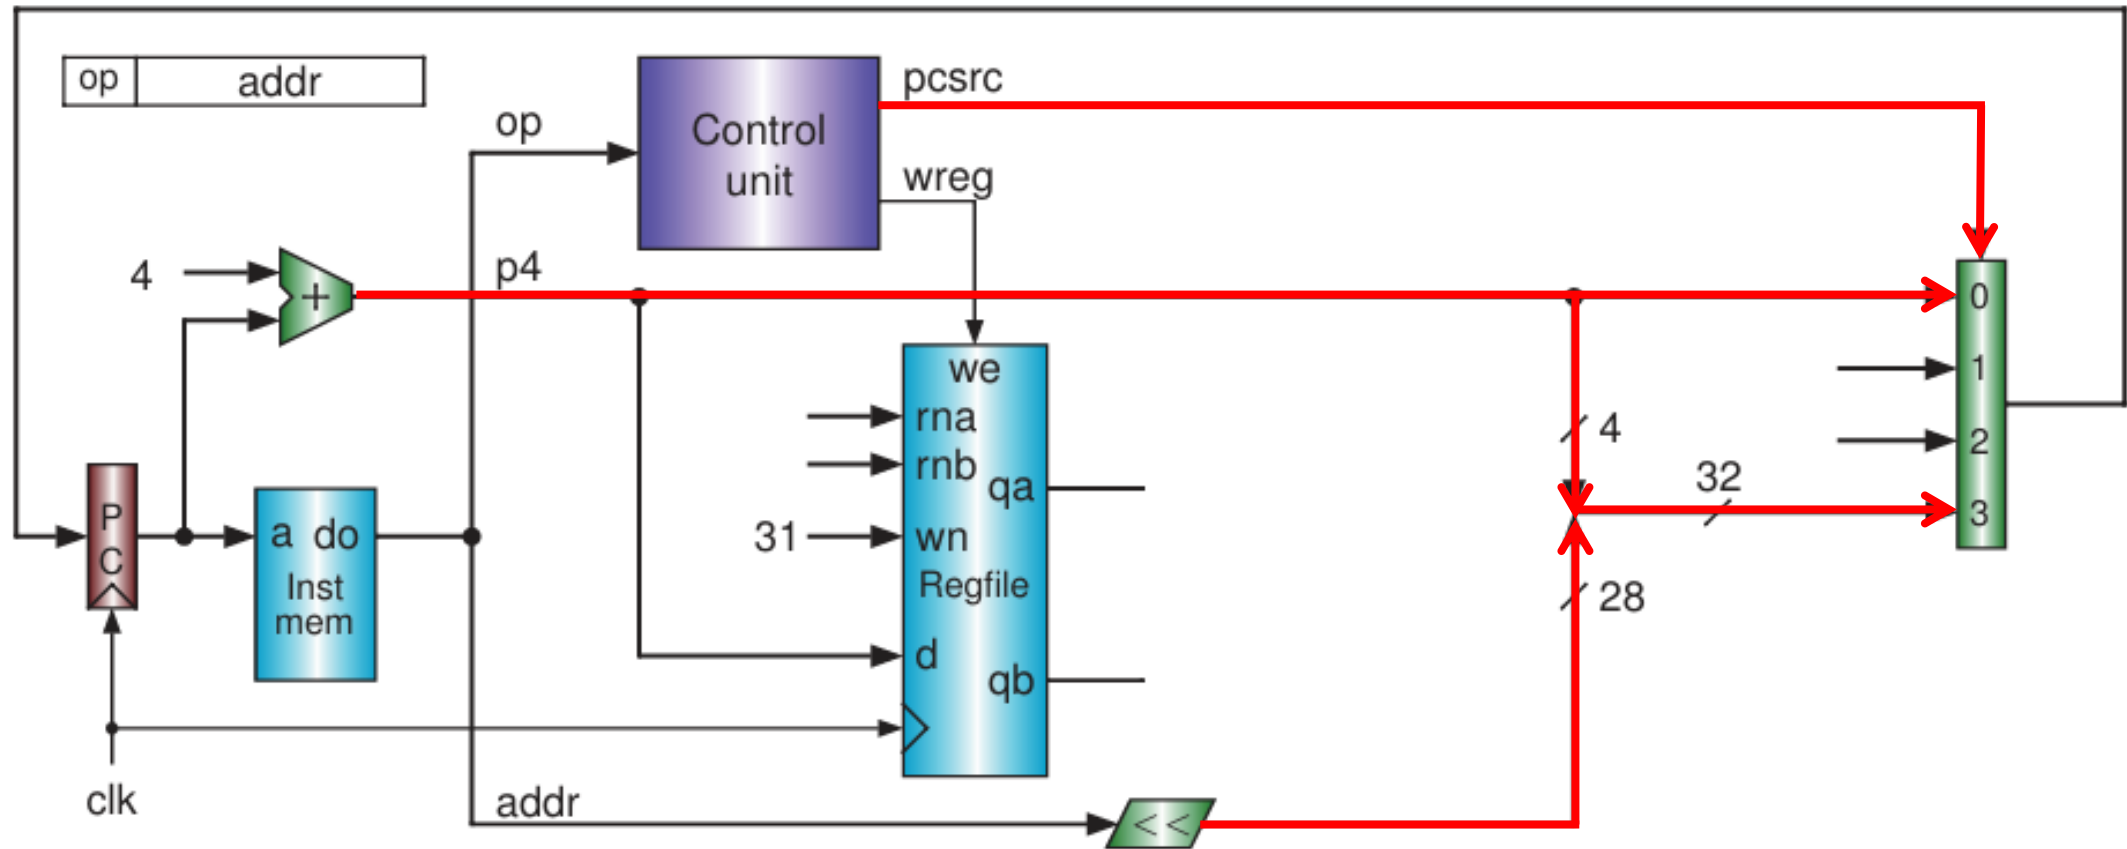 op addr
pcsrc
op
Control
unit
wreg
4
+
p4
0
we
1
rna
4
2
rnb
qa
32
3
P
C
a do
31
wn
Inst
mem
Regfile
28
d
qb
clk
addr
<<